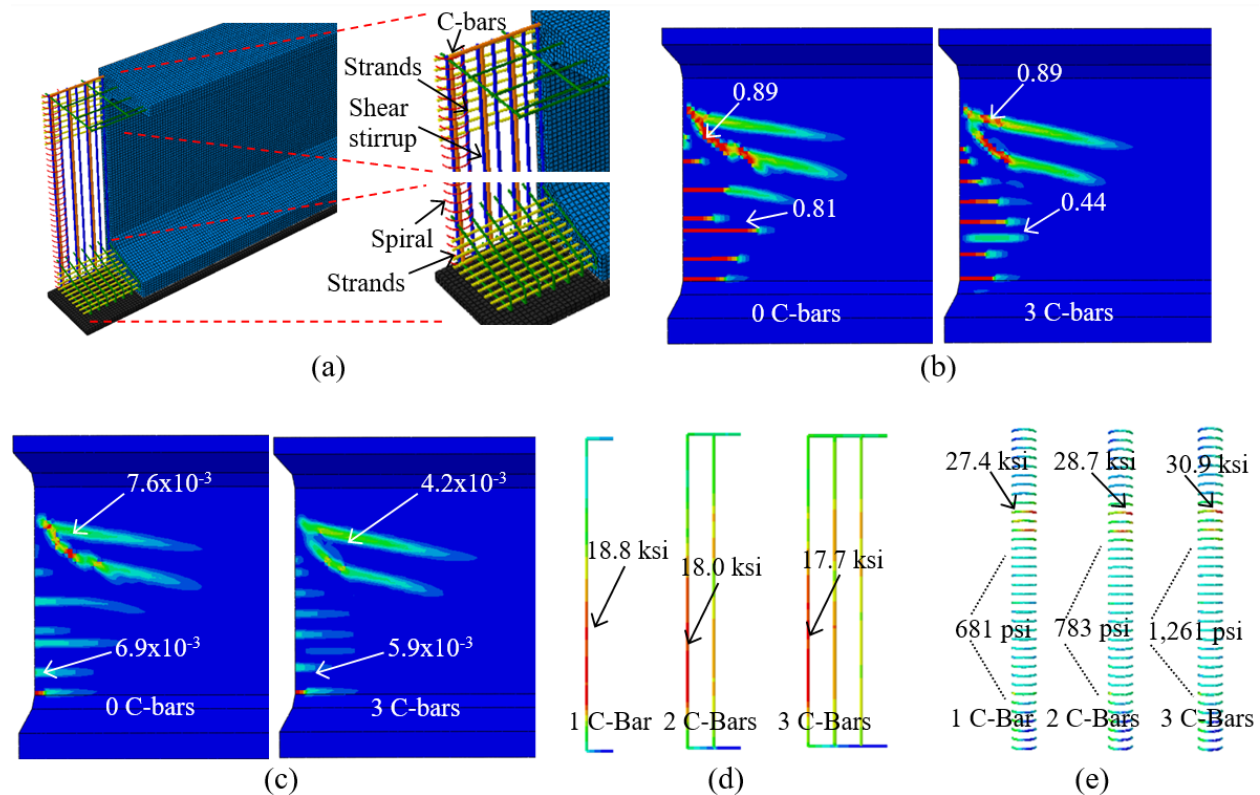 C-bars
Strands
Shear
stirrup
Spiral
Strands
(a)
0.89
0.81
0 C-bars
0.89
0.44
3 C-bars
(b)
7.6x10⁻³
6.9x10⁻³
0 C-bars
4.2x10⁻³
5.9x10⁻³
3 C-bars
(c)
18.8 ksi
18.0 ksi
17.7 ksi
1 C-Bar
2 C-Bars
3 C-Bars
(d)
27.4 ksi
28.7 ksi
30.9 ksi
681 psi
783 psi
1,261 psi
1 C-Bar
2 C-Bars
3 C-Bars
(e)